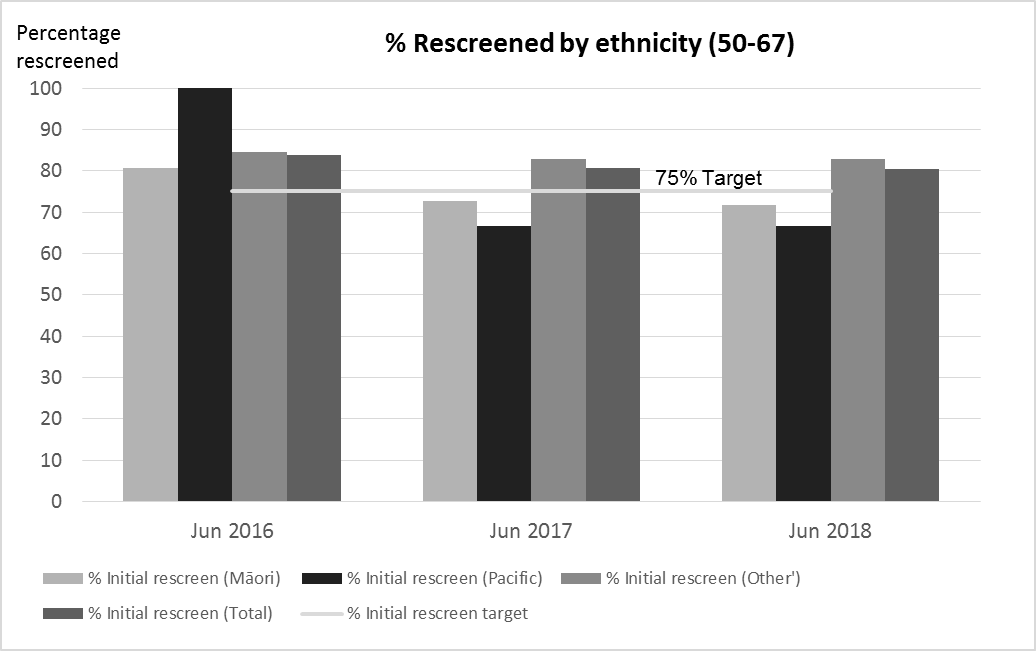 Percentage
rescreened
% Rescreened by ethnicity (50-67)
100
90
80
75% Target
70
60
50
40
30
20
10
0
Jun 2016 Jun 2017 Jun 2018
% Initial rescreen (Māori) % Initial rescreen (Pacific) % Initial rescreen (Other')
% Initial rescreen (Total) % Initial rescreen target